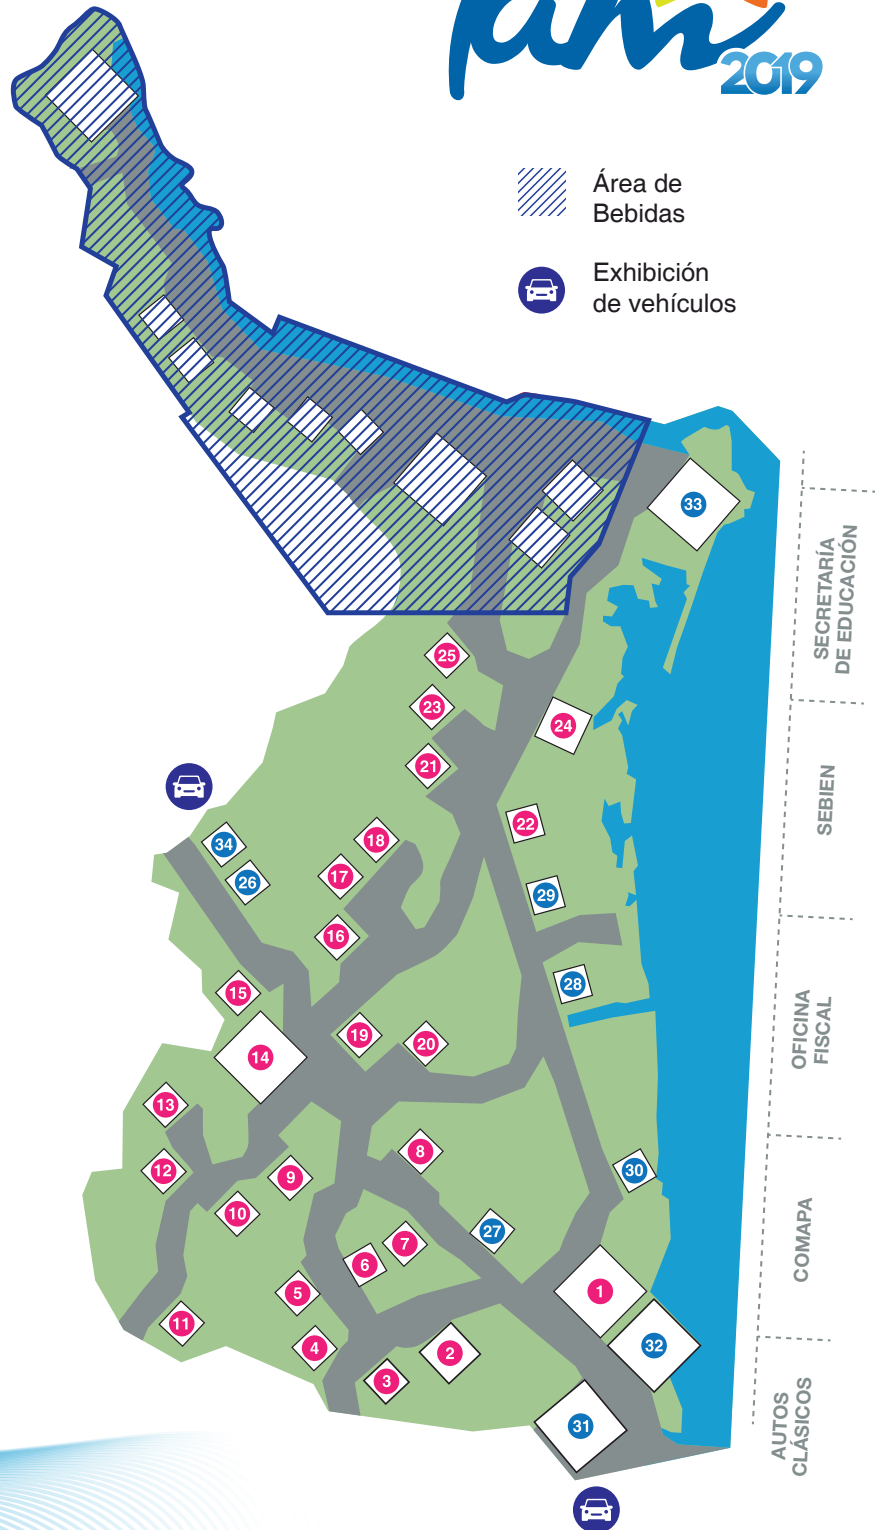 Tam
2019
Área de
Bebidas
Exhibición
de vehículos
33
SECRETARÍA
DE EDUCACIÓN
25
23
24
21
SEBIEN
22
18
34
17
26
29
16
28
15
OFICINA
FISCAL
19
20
14
13
8
12
30
9
10
27
7
COMAPA
6
5
1
11
4
32
2
3
AUTOS
CLÁSICOS
31